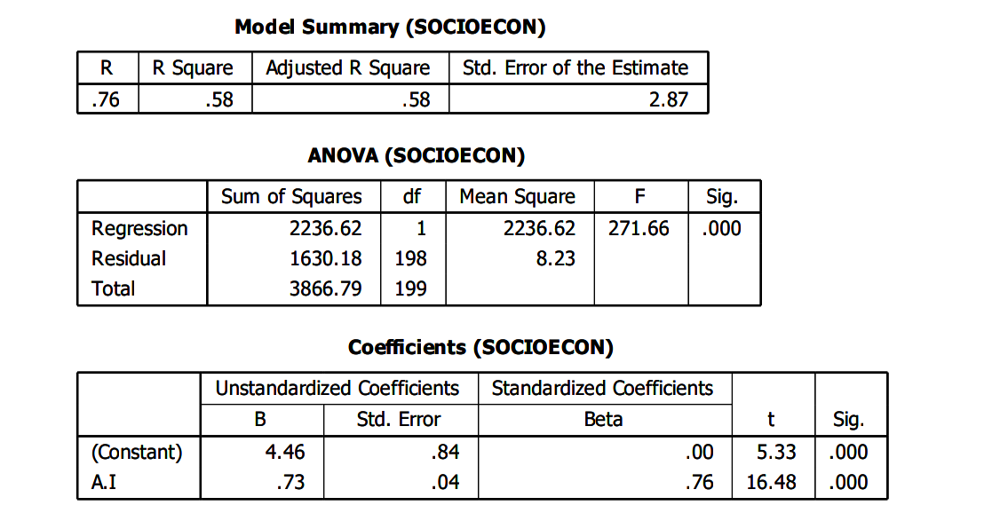 Model Summary (SOCIOECON)
R R Square Adjusted R Square Std. Error of the Estimate
.76 .58 .58 2.87
ANOVA (SOCIOECON)
Sum of Squares df Mean Square F Sig.
Regression 2236.62 1 2236.62 271.66 .000
Residual 1630.18 198 8.23
Total 3866.79 199
Coefficients (SOCIOECON)
Unstandardized Coefficients Standardized Coefficients
B Std. Error Beta t Sig.
(Constant) 4.46 .84 .00 5.33 .000
A.I .73 .04 .76 16.48 .000